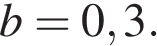 b = 0,3.